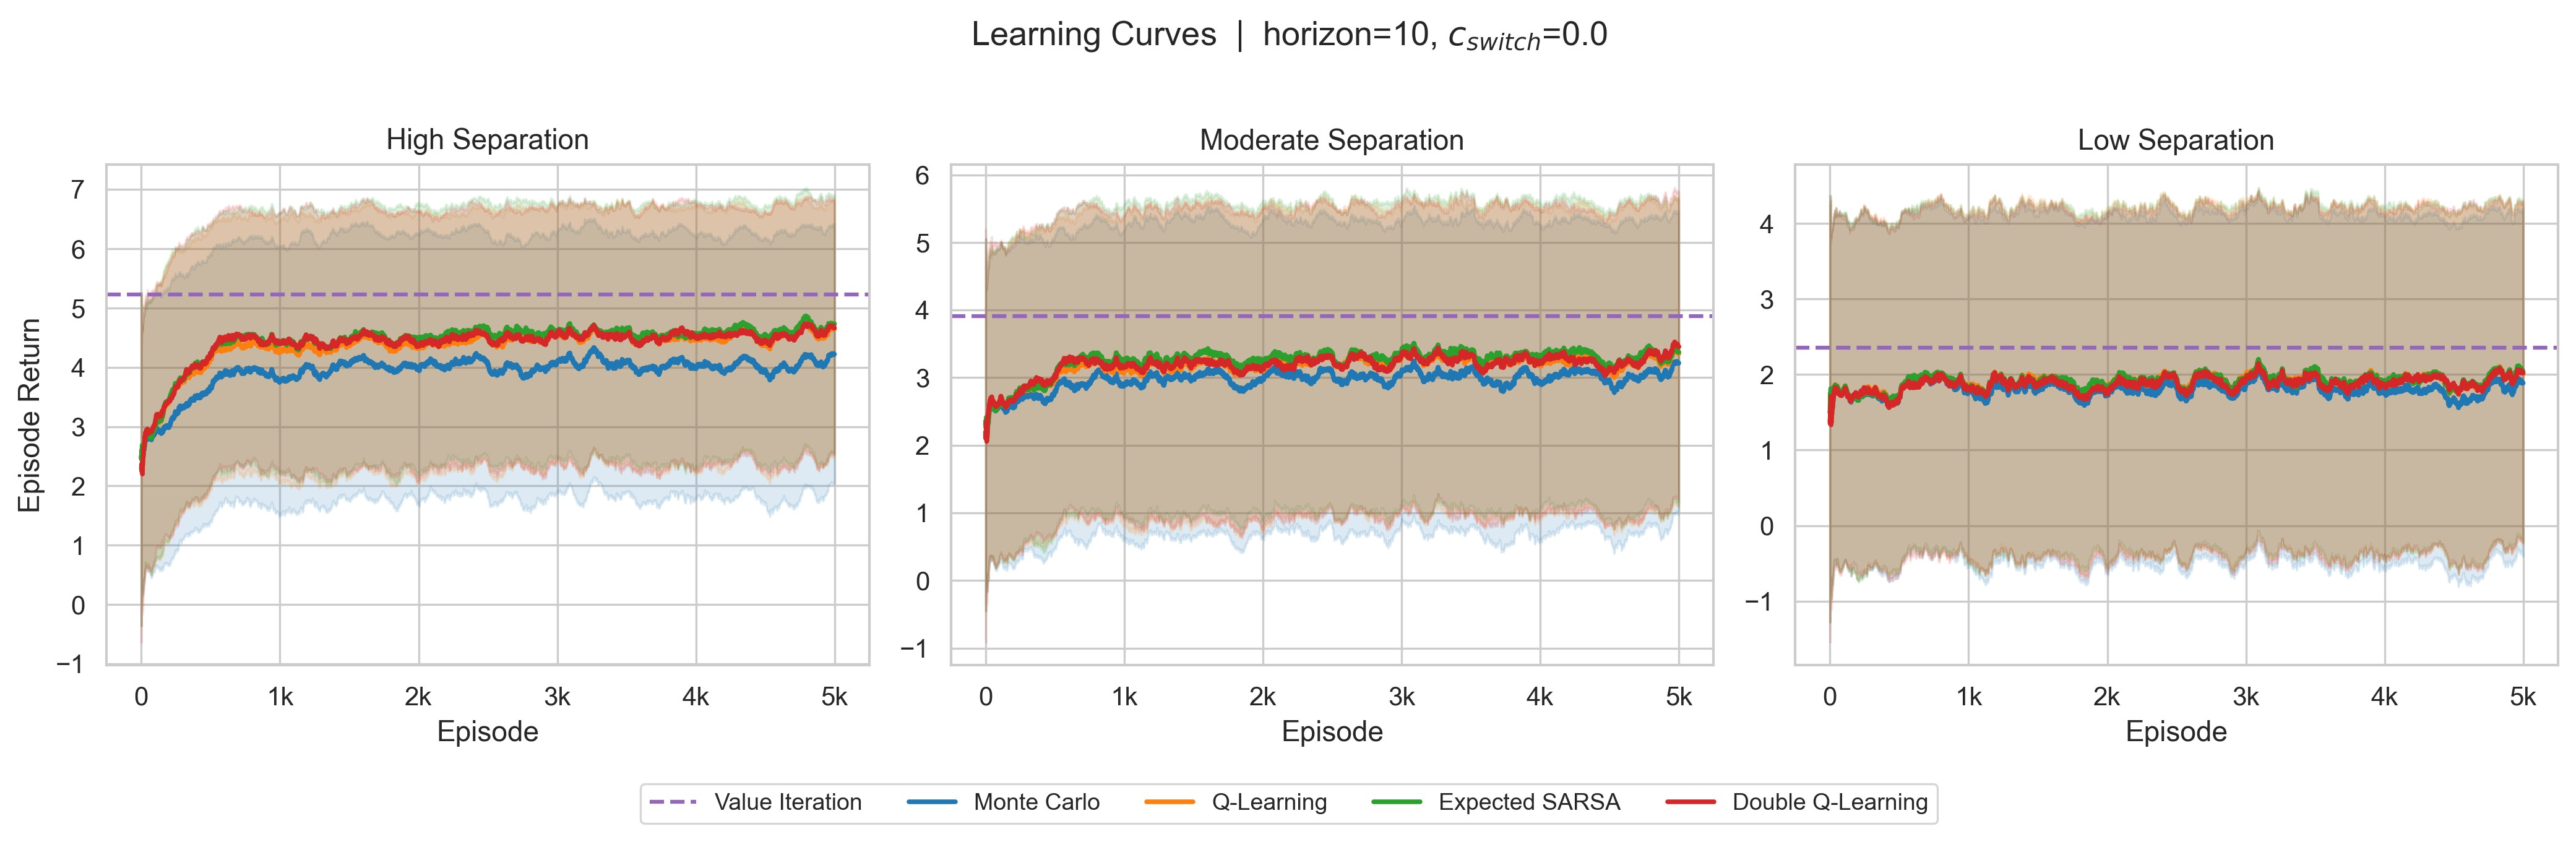 Learning Curves | horizon=10, c_switch=0.0
High Separation
Moderate Separation
Low Separation
Episode Return
7
6
5
4
3
2
1
0
−1
0
1k
2k
3k
4k
5k
Episode
6
5
4
3
2
1
0
−1
0
1k
2k
3k
4k
5k
Episode
4
3
2
1
0
−1
0
1k
2k
3k
4k
5k
Episode
Value Iteration
Monte Carlo
Q-Learning
Expected SARSA
Double Q-Learning